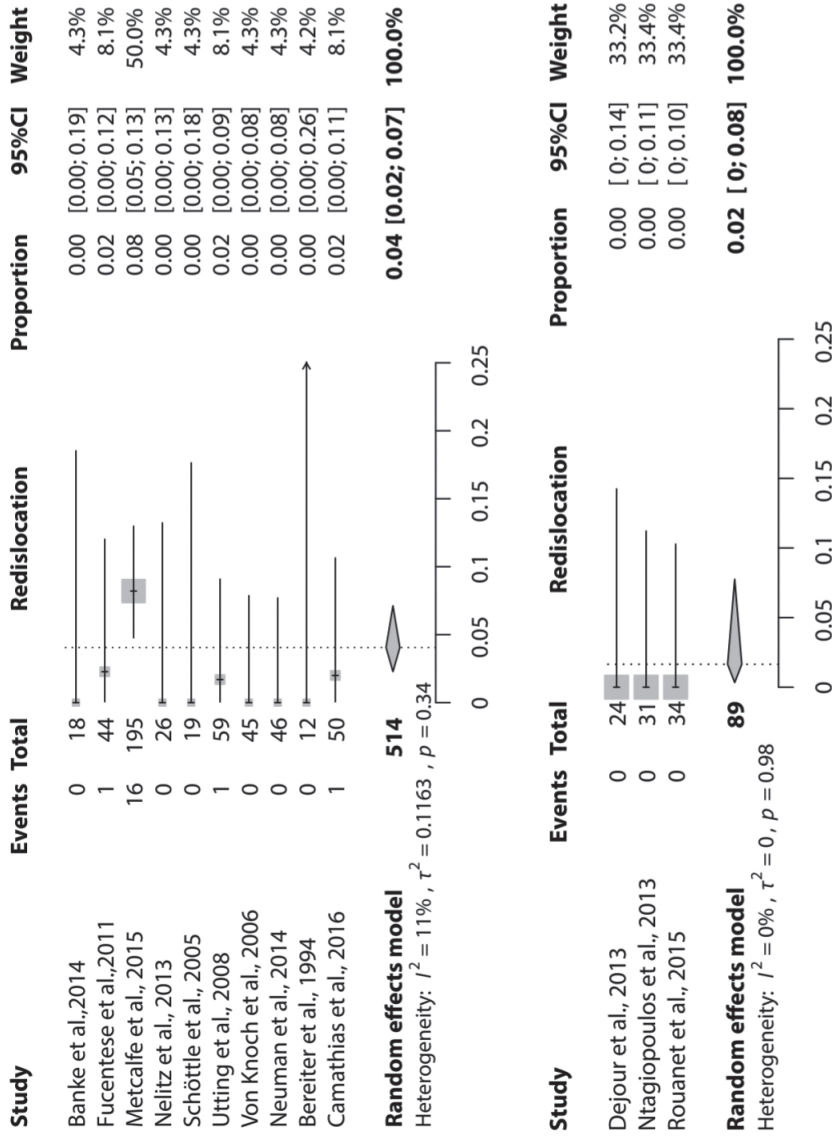 Study Events Total Redislocation Proportion 95%CI Weight
Banke et al.,2014 0 18 0.00 [0.00; 0.19] 4.3%
Fucentese et al.,2011 1 44 0.02 [0.00; 0.12] 8.1%
Metcalfe et al., 2015 16 195 0.08 [0.05; 0.13] 50.0%
Nelitz et al., 2013 0 26 0.00 [0.00; 0.13] 4.3%
Schöttle et al., 2005 0 19 0.00 [0.00; 0.18] 4.3%
Utting et al., 2008 1 59 0.02 [0.00; 0.09] 8.1%
Von Knoch et al., 2006 0 45 0.00 [0.00; 0.08] 4.3%
Neuman et al., 2014 0 46 0.00 [0.00; 0.08] 4.3%
Bereiter et al., 1994 0 12 0.00 [0.00; 0.26] 4.2%
Camathias et al., 2016 1 50 0.02 [0.00; 0.11] 8.1%
Random effects model 514 0.04 [0.02; 0.07] 100.0%
Heterogeneity: I² = 11% , τ² = 0.1163 , p = 0.34
0 0.05 0.1 0.15 0.2 0.25
Study Events Total Redislocation Proportion 95%CI Weight
Dejour et al., 2013 0 24 0.00 [ 0; 0.14] 33.2%
Ntagiopoulos et al., 2013 0 31 0.00 [ 0; 0.11] 33.4%
Rouanet et al., 2015 0 34 0.00 [ 0; 0.10] 33.4%
Random effects model 89 0.02 [ 0; 0.08] 100.0%
Heterogeneity: I² = 0% , τ² = 0 , p = 0.98
0 0.05 0.1 0.15 0.2 0.25